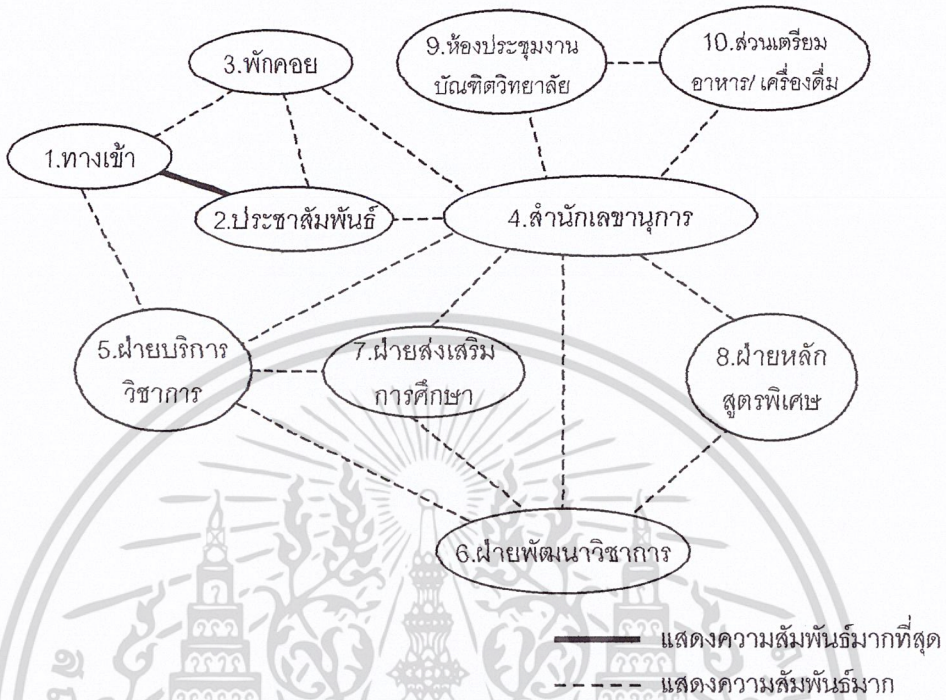 3.พักคอย
9.ห้องประชุมงาน
บัณฑิตวิทยาลัย
10.ส่วนเตรียม
อาหาร/ เครื่องดื่ม
1.ทางเข้า
2.ประชาสัมพันธ์
4.สำนักเลขานุการ
5.ฝ่ายบริการ
วิชาการ
7.ฝ่ายส่งเสริม
การศึกษา
8.ฝ่ายหลัก
สูตรพิเศษ
6.ฝ่ายพัฒนาวิชาการ
แสดงความสัมพันธ์มากที่สุด
แสดงความสัมพันธ์มาก